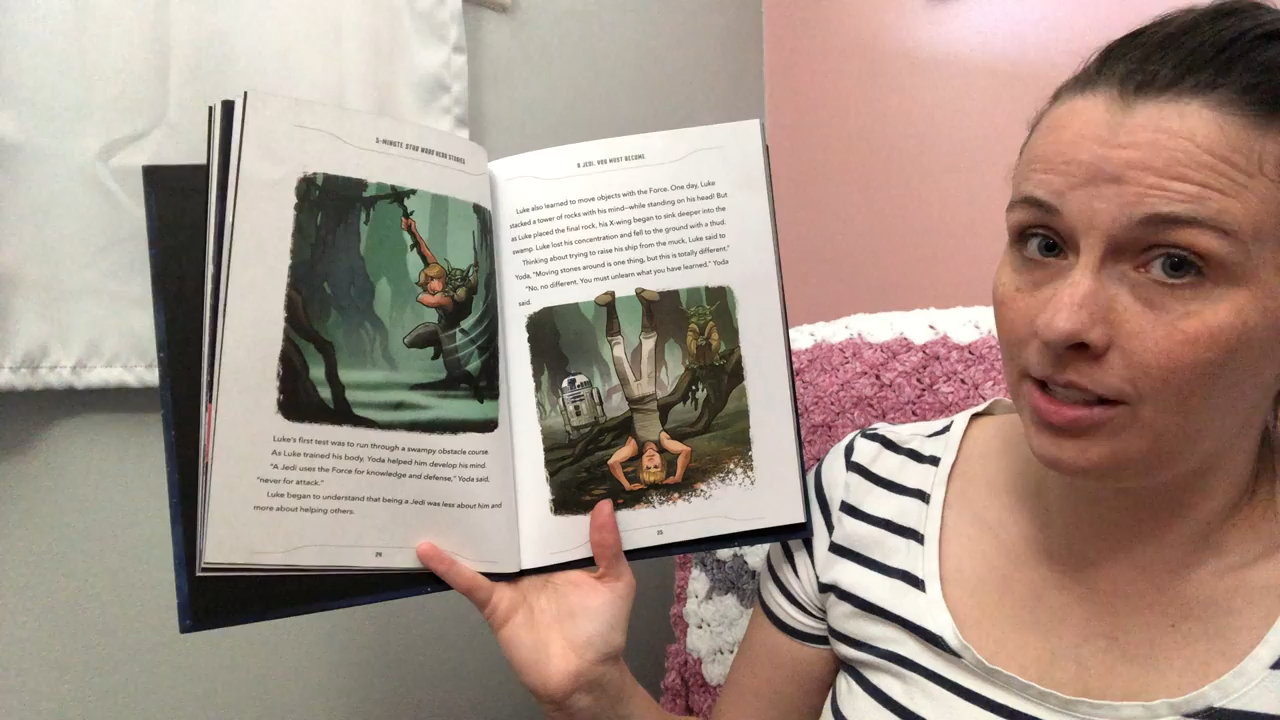 5-MINUTE STAR WARS HERO STORIES
Luke's first test was to run through a swampy obstacle course.
As Luke trained his body, Yoda helped him develop his mind.
"A Jedi uses the Force for knowledge and defense," Yoda said,
"never for attack."
Luke began to understand that being a Jedi was less about him and
more about helping others.
24
A JEDI, YOU MUST BECOME
Luke also learned to move objects with the Force. One day, Luke
stacked a tower of rocks with his mind—while standing on his head! But
as Luke placed the final rock, his X-wing began to sink deeper into the
swamp. Luke lost his concentration and fell to the ground with a thud.
Thinking about trying to raise his ship from the muck, Luke said to
Yoda, "Moving stones around is one thing, but this is totally different."
"No, no different. You must unlearn what you have learned," Yoda
said.
25